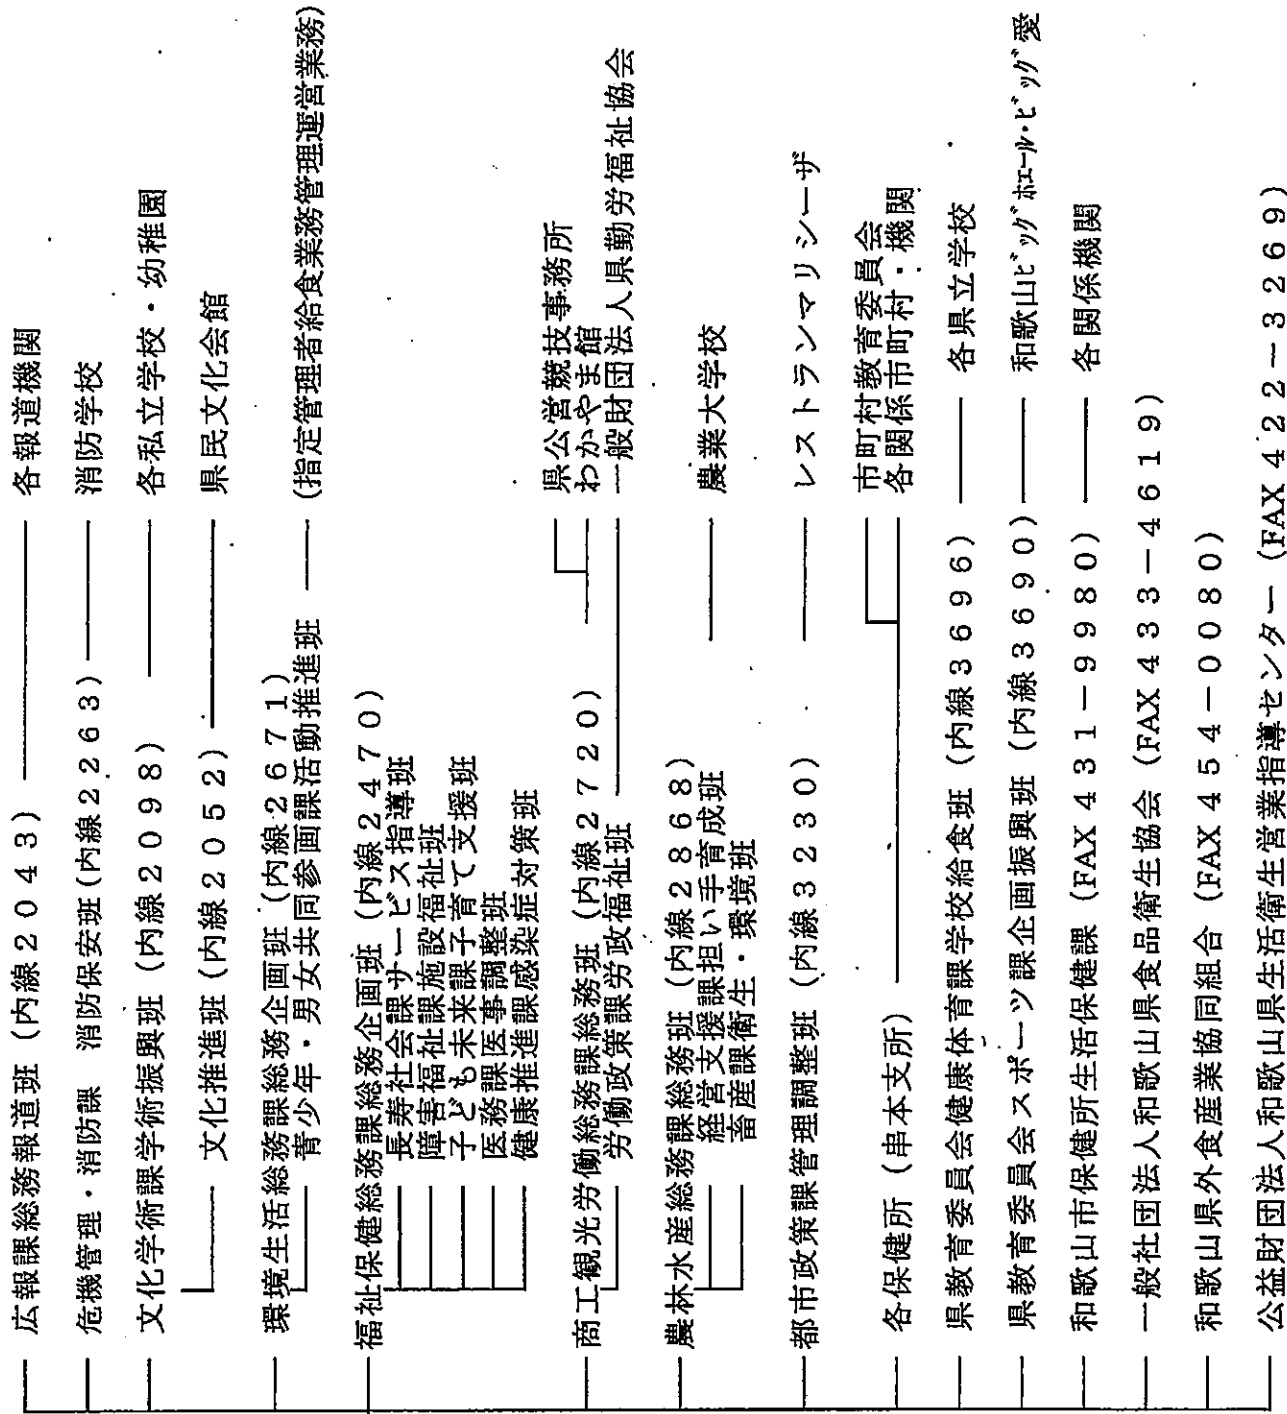 広報課総務報道班（内線２０４３） 各報道機関
危機管理・消防課　消防保安班（内線２２６３） 消防学校
文化学術課学術振興班（内線２０９８） 各私立学校・幼稚園
文化推進班（内線２０５２） 県民文化会館
環境生活総務課総務企画班（内線２６７１）
青少年・男女共同参画課活動推進班 （指定管理者給食業務管理運営業務）
福祉保健総務課総務企画班（内線２４７０）
長寿社会課サービス指導班
障害福祉課施設福祉班
子ども未来課子育て支援班
医務課医事調整班
健康推進課感染症対策班
県公営競技事務所
商工観光労働総務課総務班（内線２７２０） わかやま館
労働政策課労政福祉班 一般財団法人県勤労福祉協会
農林水産総務課総務班（内線２８６８）
経営支援課担い手育成班 農業大学校
畜産課衛生・環境班
都市政策課管理調整班（内線３２３０） レストランマリシーザ
市町村教育委員会
各保健所（串本支所） 各関係市町村・機関
県教育委員会健康体育課学校給食班（内線３６９６） 各県立学校
県教育委員会スポーツ課企画振興班（内線３６９０） 和歌山ﾋﾞｯｸﾞﾎｴｰﾙ・ﾋﾞｯｸﾞ愛
和歌山市保健所生活保健課（FAX４３１－９９８０） 各関係機関
一般社団法人和歌山県食品衛生協会（FAX４３３－４６１９）
和歌山県外食産業協同組合（FAX４５４－００８０）
公益財団法人和歌山県生活衛生営業指導センター（FAX４２２－３２６９）